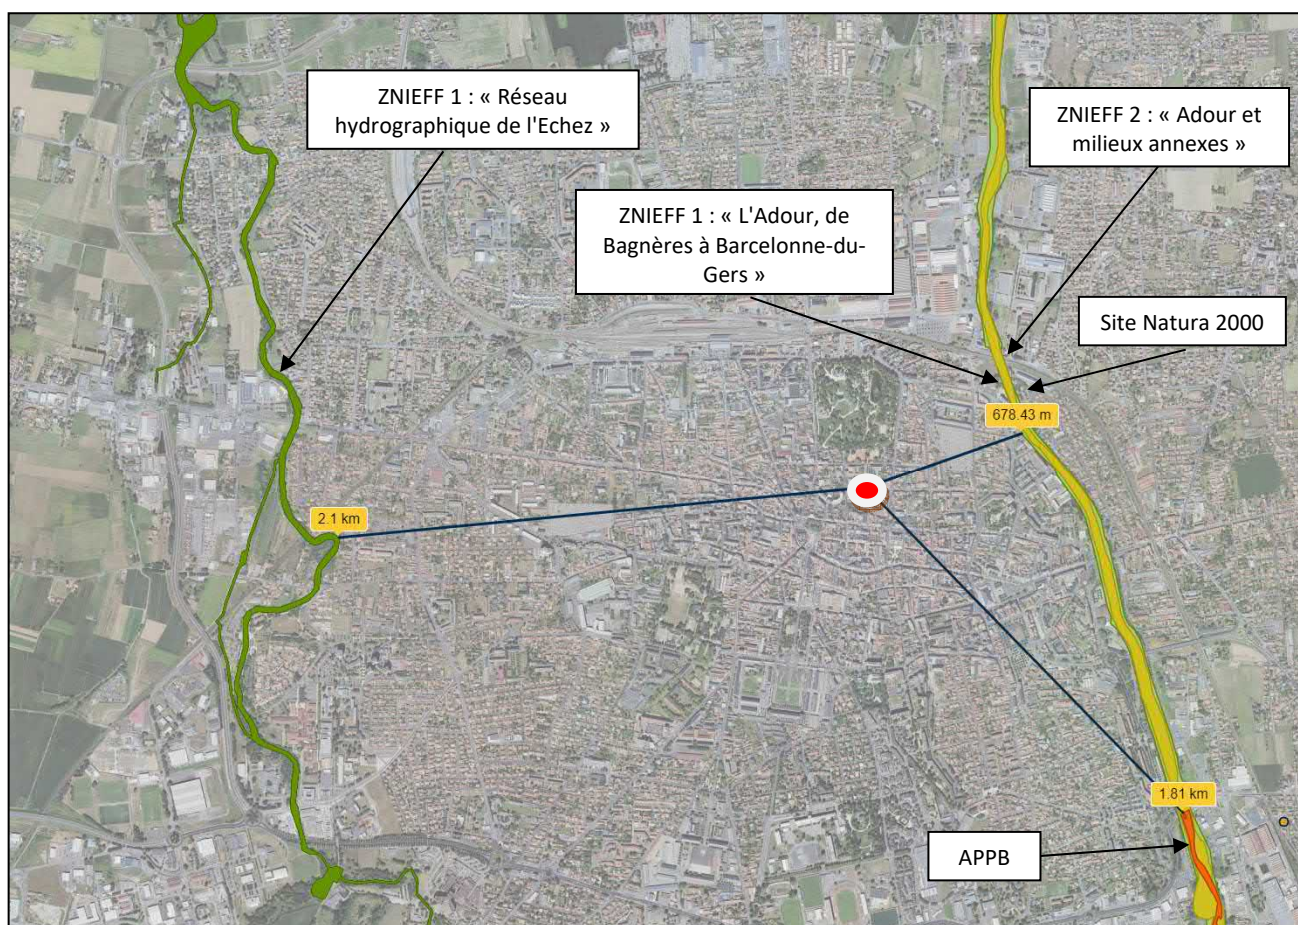 ZNIEFF 1 : « Réseau
hydrographique de l'Echez »
ZNIEFF 2 : « Adour et
milieux annexes »
ZNIEFF 1 : « L'Adour, de
Bagnères à Barcelonne-du-
Gers »
Site Natura 2000
678.43 m
2.1 km
1.81 km
APPB